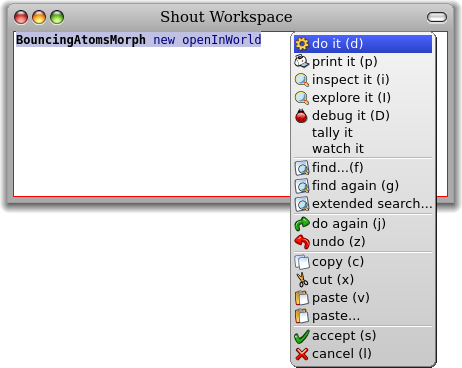 Shout Workspace
BouncingAtomsMorph new openInWorld
do it (d)
print it (p)
inspect it (i)
explore it (I)
debug it (D)
tally it
watch it
find...(f)
find again (g)
extended search...
do again (j)
undo (z)
copy (c)
cut (x)
paste (v)
paste...
accept (s)
cancel (l)